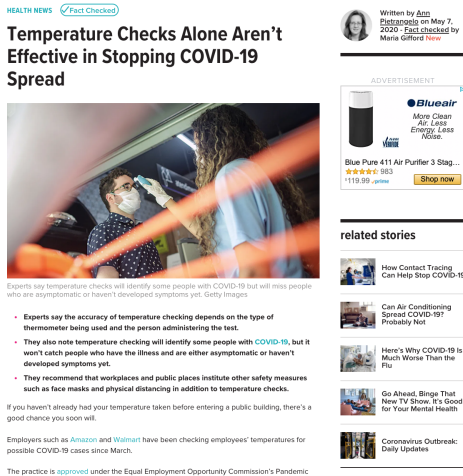 HEALTH NEWS
Fact Checked
Temperature Checks Alone Aren't
Effective in Stopping COVID-19
Spread
Experts say temperature checks will identify some people with COVID-19 but will miss people
who are asymptomatic or haven't developed symptoms yet. Getty Images
• Experts say the accuracy of temperature checking depends on the type of
thermometer being used and the person administering the test.
• They also note temperature checking will identify some people with COVID-19, but it
won't catch people who have the illness and are either asymptomatic or haven't
developed symptoms yet.
• They recommend that workplaces and public places institute other safety measures
such as face masks and physical distancing in addition to temperature checks.
If you haven't already had your temperature taken before entering a public building, there's a
good chance you soon will.
Employers such as Amazon and Walmart have been checking employees' temperatures for
possible COVID-19 cases since March.
The practice is approved under the Equal Employment Opportunity Commission's Pandemic
Written by Ann
Pietrangelo on May 7,
2020 - Fact checked by
Maria Gifford New
ADVERTISEMENT
Blueair
More Clean
Air. Less
Energy. Less
Noise.
Blue Pure 411 Air Purifier 3 Stag...
983
$119.99 prime
Shop now
related stories
How Contact Tracing
Can Help Stop COVID-19
Can Air Conditioning
Spread COVID-19?
Probably Not
Here's Why COVID-19 Is
Much Worse Than the
Flu
Go Ahead, Binge That
New TV Show. It's Good
for Your Mental Health
Coronavirus Outbreak:
Daily Updates